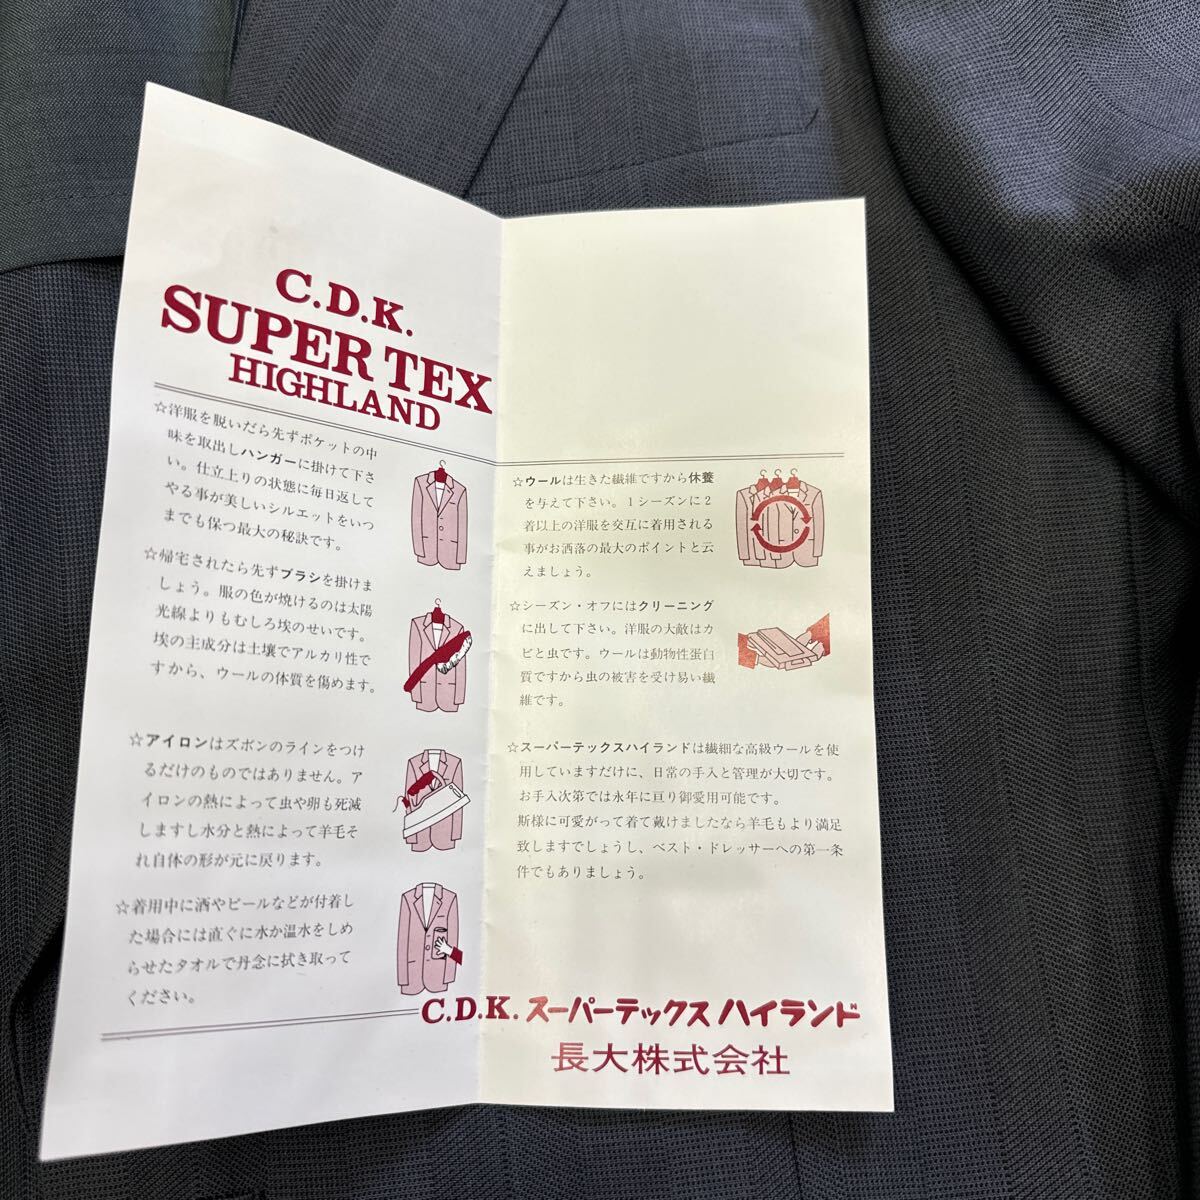 C.D.K.
SUPER TEX
HIGHLAND
☆洋服を脱いだら先ずポケットの中
味を取出しハンガーに掛けて下さ
い。仕立上りの状態に毎日返して
やる事が美しいシルエットをいつ
までも保つ最大の秘訣です。
☆帰宅されたら先ずブラシを掛けま
しょう。服の色が焼けるのは太陽
光線よりもむしろ埃のせいです。
埃の主成分は土壌でアルカリ性で
すから、ウールの体質を傷めます。
☆アイロンはズボンのラインをつけ
るだけのものではありません。ア
イロンの熱によって虫や卵も死滅
しますし水分と熱によって羊毛そ
れ自体の形が元に戻ります。
☆着用中に酒やビールなどが付着し
た場合には直ぐに水か温水をしめ
らせたタオルで丹念に拭き取って
ください。
☆ウールは生きた繊維ですから休養
を与えて下さい。1シーズンに2
着以上の洋服を交互に着用される
事がお洒落の最大のポイントと云
えましょう。
☆シーズン・オフにはクリーニング
に出して下さい。洋服の大敵はカ
ビと虫です。ウールは動物性蛋白
質ですから虫の被害を受け易い繊
維です。
☆スーパーテックスハイランドは繊細な高級ウールを使
用していますだけに、日常の手入と管理が大切です。
お手入次第では永年に亘り御愛用可能です。
斯様に可愛がって着て戴けましたなら羊毛もより満足
致しますでしょうし、ベスト・ドレッサーへの第一条
件でもありましょう。
C.D.K. スーパーテックス ハイランド
長大株式会社